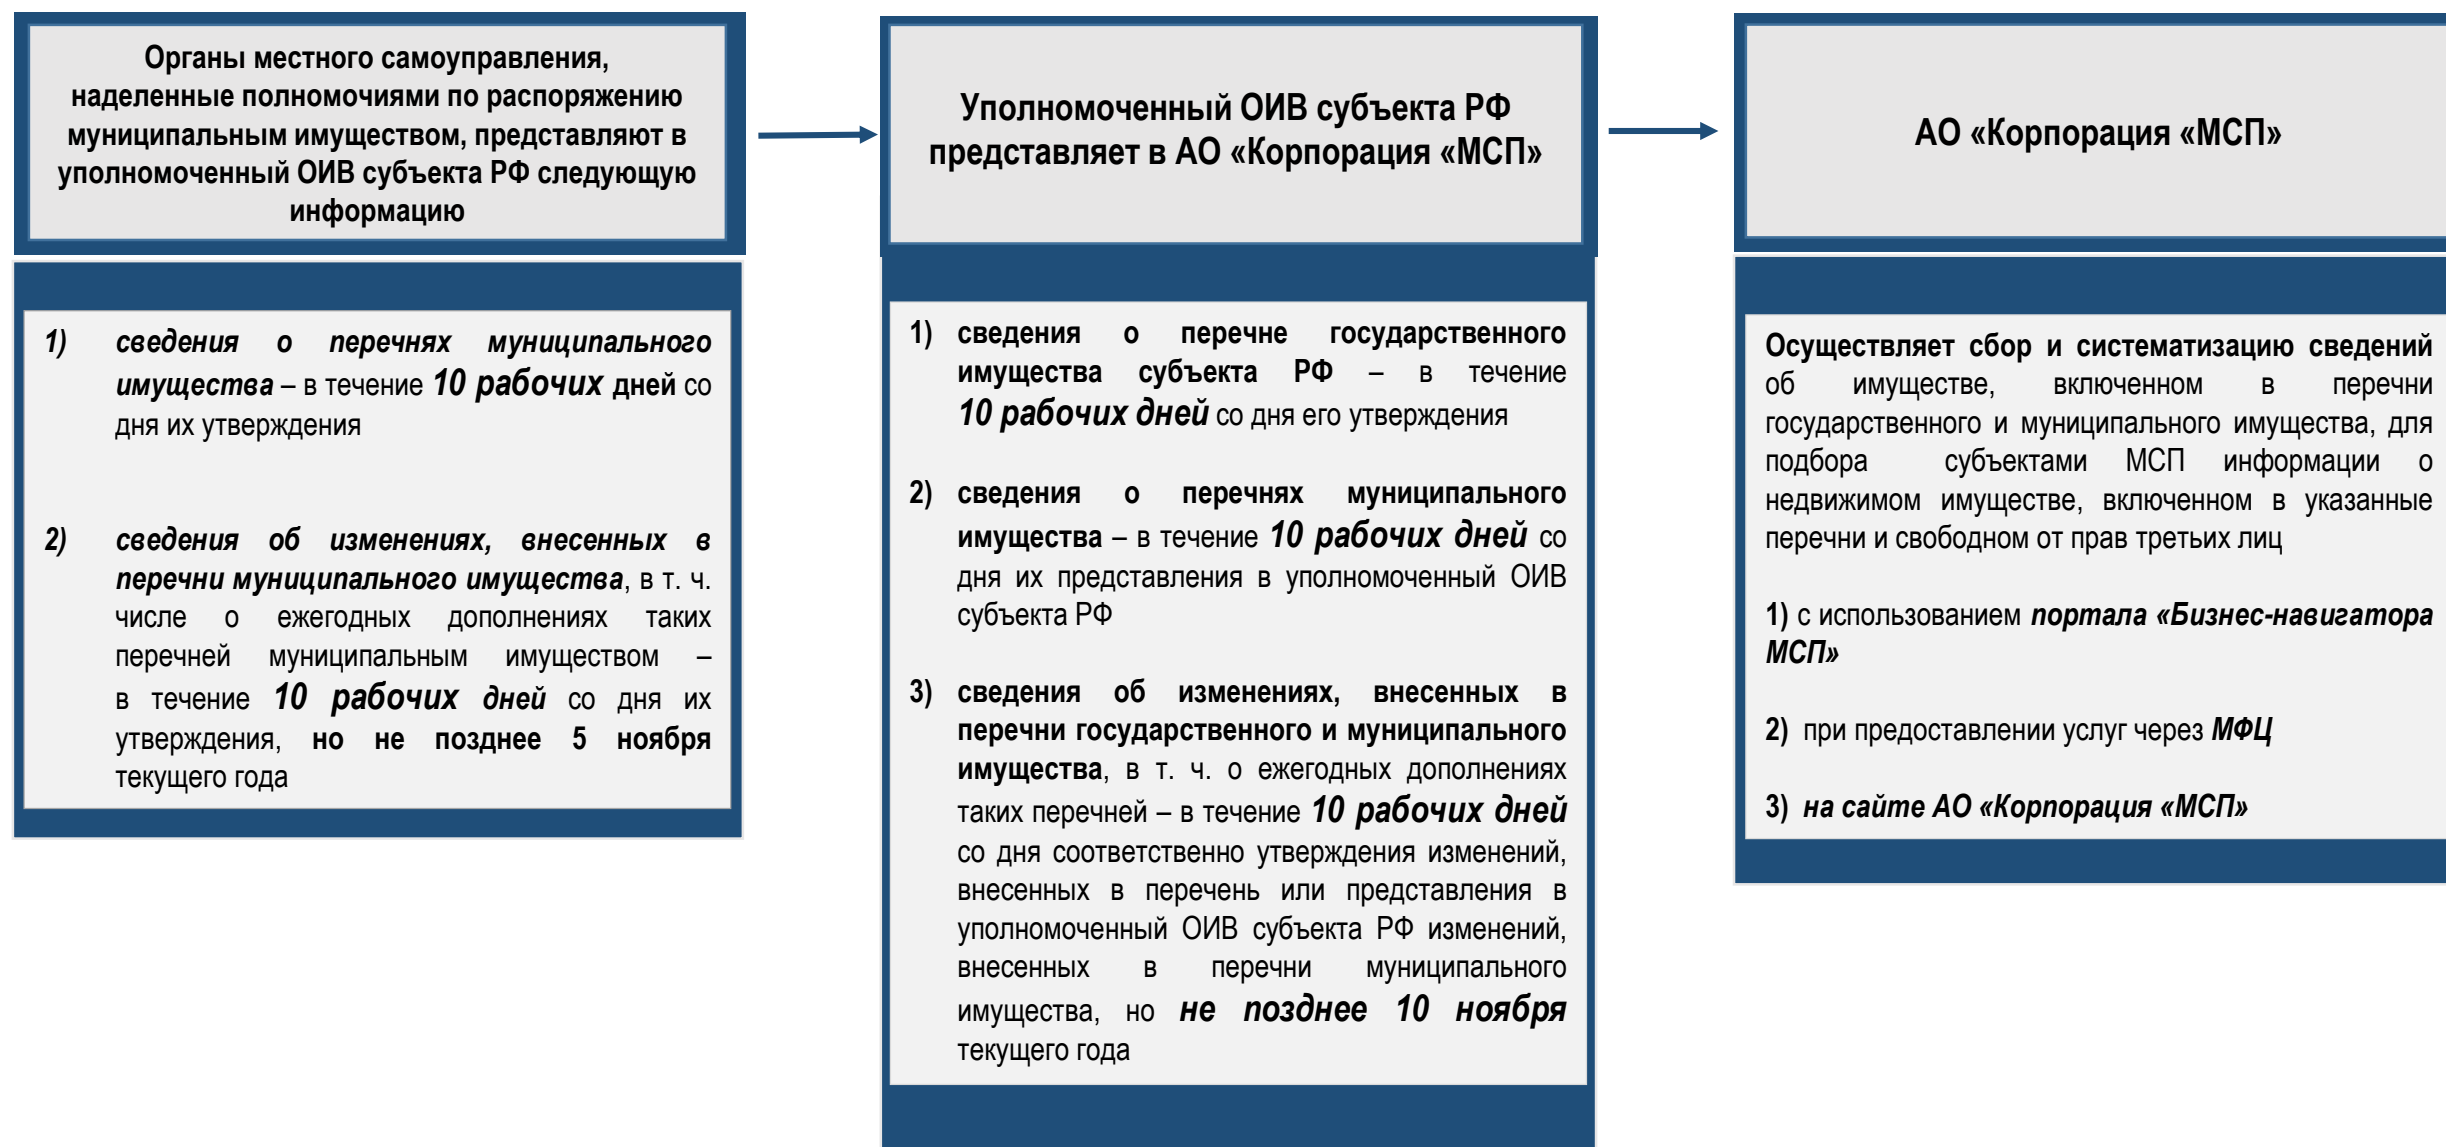 Органы местного самоуправления,
наделенные полномочиями по распоряжению
муниципальным имуществом, представляют в
уполномоченный ОИВ субъекта РФ следующую
информацию
1) сведения о перечнях муниципального
имущества – в течение 10 рабочих дней со
дня их утверждения
2) сведения об изменениях, внесенных в
перечни муниципального имущества, в т. ч.
числе о ежегодных дополнениях таких
перечней муниципальным имуществом –
в течение 10 рабочих дней со дня их
утверждения, но не позднее 5 ноября
текущего года
Уполномоченный ОИВ субъекта РФ
представляет в АО «Корпорация «МСП»
1) сведения о перечне государственного
имущества субъекта РФ – в течение
10 рабочих дней со дня его утверждения
2) сведения о перечнях муниципального
имущества – в течение 10 рабочих дней со
дня их представления в уполномоченный ОИВ
субъекта РФ
3) сведения об изменениях, внесенных в
перечни государственного и муниципального
имущества, в т. ч. о ежегодных дополнениях
таких перечней – в течение 10 рабочих дней
со дня соответственно утверждения изменений,
внесенных в перечень или представления в
уполномоченный ОИВ субъекта РФ изменений,
внесенных в перечни муниципального
имущества, но не позднее 10 ноября
текущего года
АО «Корпорация «МСП»
Осуществляет сбор и систематизацию сведений
об имуществе, включенном в перечни
государственного и муниципального имущества, для
подбора субъектами МСП информации о
недвижимом имуществе, включенном в указанные
перечни и свободном от прав третьих лиц
1) с использованием портала «Бизнес-навигатора
МСП»
2) при предоставлении услуг через МФЦ
3) на сайте АО «Корпорация «МСП»